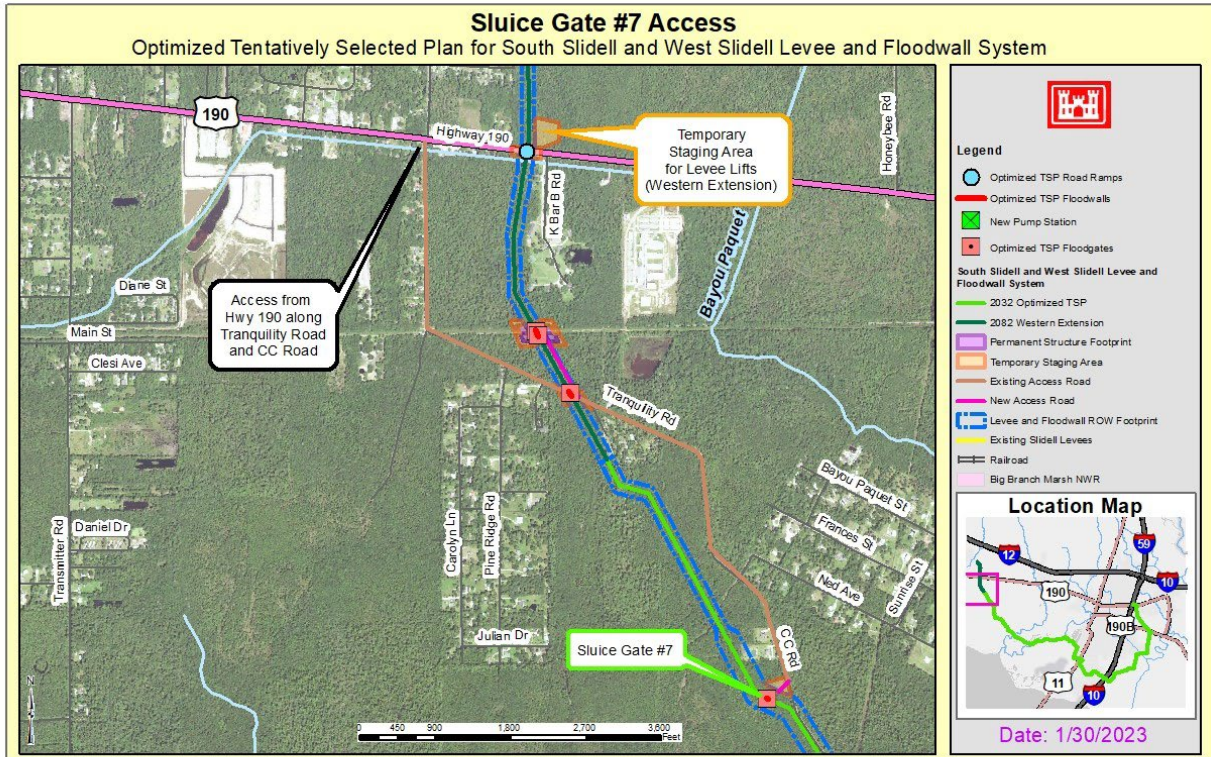 Sluice Gate #7 Access
Optimized Tentatively Selected Plan for South Slidell and West Slidell Levee and Floodwall System
190
Highway 190
Temporary
Staging Area
for Levee Lifts
(Western Extension)
Honeybee Rd
K Bar B Rd
Bayou Paquet
Diane St
Access from
Hwy 190 along
Tranquility Road
and CC Road
Main St
Clesi Ave
Tranquility Rd
Bayou Paquet St
Frances St
Ned Ave
Sunrise St
Transmitter Rd
Daniel Dr
Carolyn Ln
Pine Ridge Rd
Julian Dr
CC Rd
Sluice Gate #7
N
0 450 900 1,800 2,700 3,600
Feet
Legend
Optimized TSP Road Ramps
Optimized TSP Floodwalls
New Pump Station
Optimized TSP Floodgates
South Slidell and West Slidell Levee and
Floodwall System
2032 Optimized TSP
2082 Western Extension
Permanent Structure Footprint
Temporary Staging Area
Existing Access Road
New Access Road
Levee and Floodwall ROW Footprint
Existing Slidell Levees
Railroad
Big Branch Marsh NWR
Location Map
59
12
10
190
190B
11
10
Date: 1/30/2023